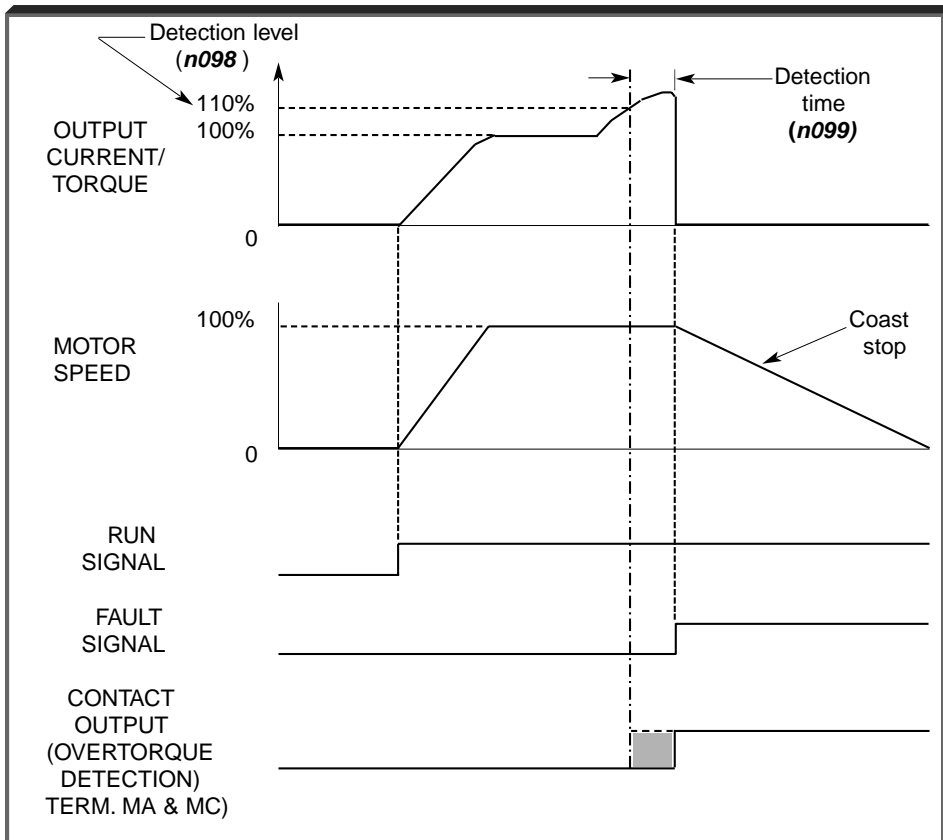 Detection level
(n098)
110%
100%
OUTPUT
CURRENT/
TORQUE
0
Detection
time
(n099)
100%
MOTOR
SPEED
0
Coast
stop
RUN
SIGNAL
FAULT
SIGNAL
CONTACT
OUTPUT
(OVERTORQUE
DETECTION)
TERM. MA & MC)